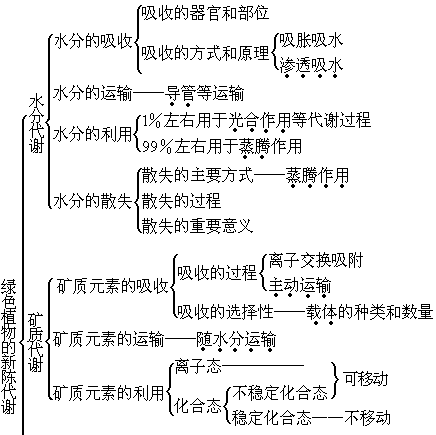 吸收的器官和部位
水分的吸收
吸收的方式和原理
吸胀吸水
渗透吸水
水分代谢
水分的运输——导管等运输
水分的利用
1%左右用于光合作用等代谢过程
99%左右用于蒸腾作用
散失的主要方式——蒸腾作用
水分的散失
散失的过程
散失的重要意义
绿色植物的新陈代谢
矿质代谢
矿质元素的吸收
吸收的过程
离子交换吸附
主动运输
吸收的选择性——载体的种类和数量
矿质元素的运输——随水分运输
矿质元素的利用
离子态————
化合态
不稳定化合态
可移动
稳定化合态——不移动